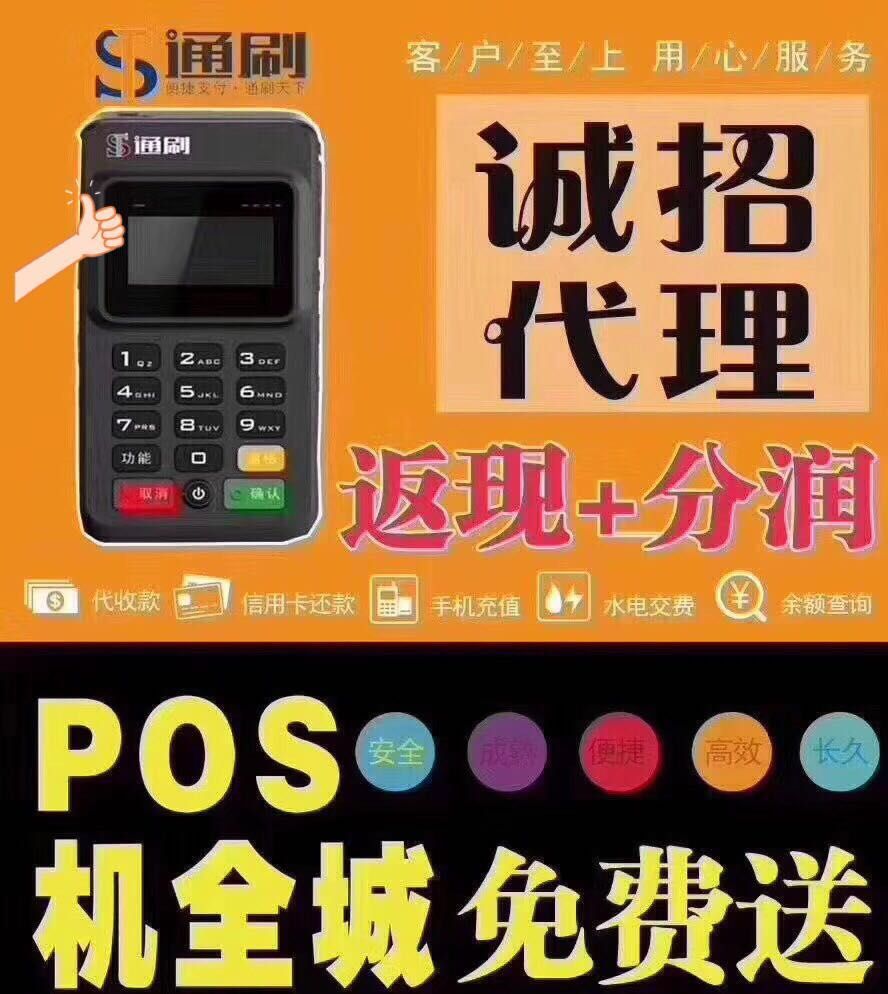 通刷
便捷支付·通刷天下
客/户/至/上 用/心/服/务
诚招
代理
通刷
1 QZ 2 ABC 3 DEF
4 GHI 5 JKL 6 MNO
7 PRS 8 TUV 9 WXY
功能
取消 确认
返现+分润
代收款 信用卡还款 手机充值 水电交费 余额查询
POS
安全 成熟 便捷 高效 长久
机全城免费送